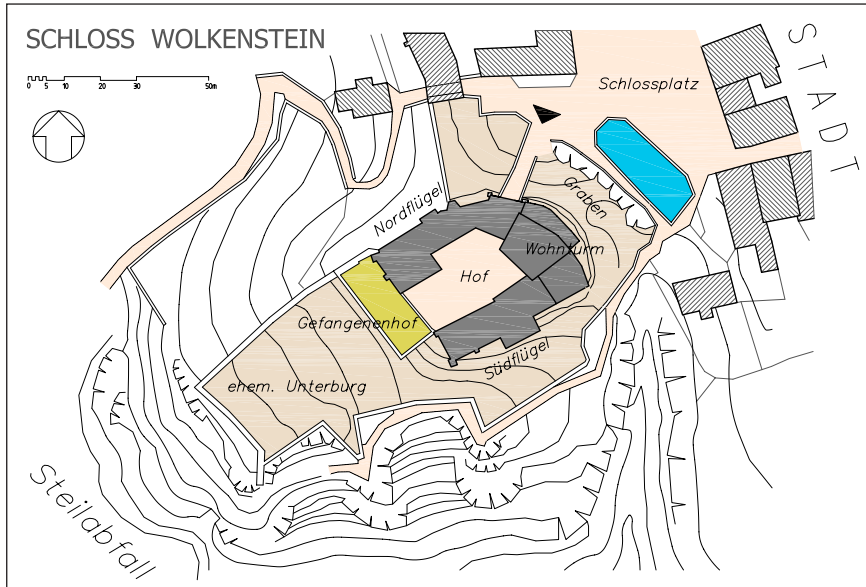 SCHLOSS WOLKENSTEIN
0 5 10 20 30 50m
STADT
Schlossplatz
Graben
Nordflügel
Wohnturm
Hof
Gefangenenhof
Südflügel
ehem. Unterburg
Steilabfall